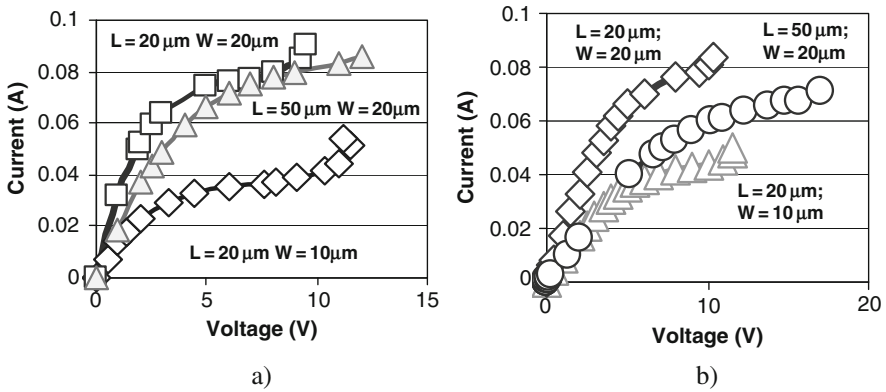 0.1
0.08
0.06
0.04
0.02
0
Current (A)
L = 20 µm W = 20µm
L = 50 µm W = 20µm
L = 20 µm W = 10µm
0
5
10
15
Voltage (V)
a)
0.1
0.08
0.06
0.04
0.02
0
Current (A)
L = 20 µm;
W = 20 µm
L = 50 µm;
W = 20µm
L = 20 µm;
W = 10 µm
0
10
20
Voltage (V)
b)